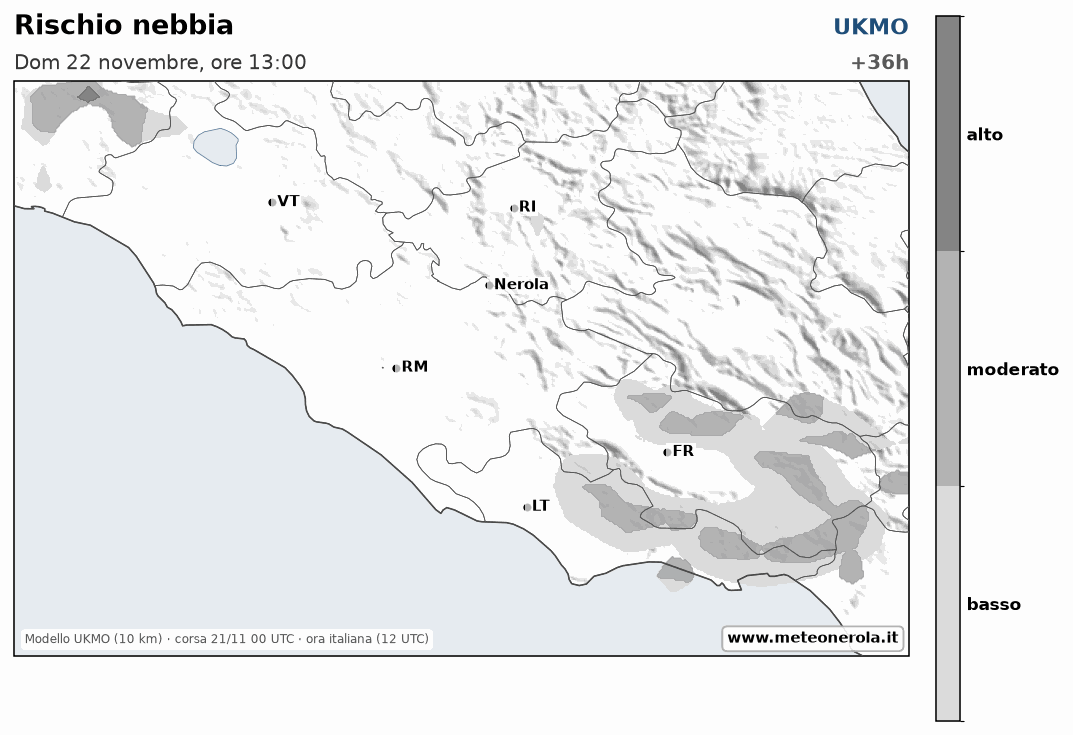 Rischio nebbia
UKMO
Dom 22 novembre, ore 13:00
+36h
alto
VT
RI
Nerola
RM
moderato
FR
LT
basso
Modello UKMO (10 km) · corsa 21/11 00 UTC · ora italiana (12 UTC)
www.meteonerola.it